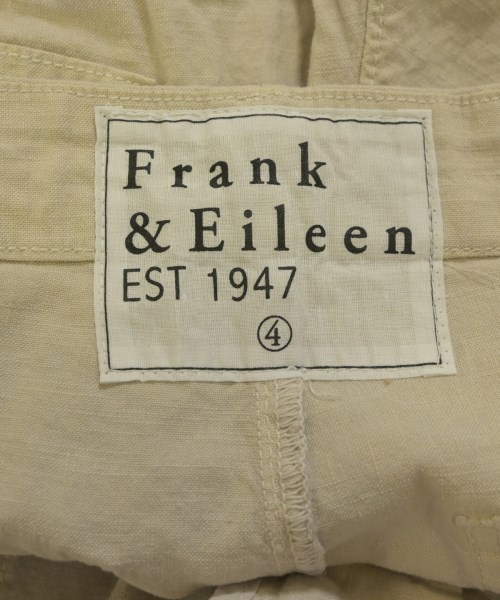 Frank
& Eileen
EST 1947
④